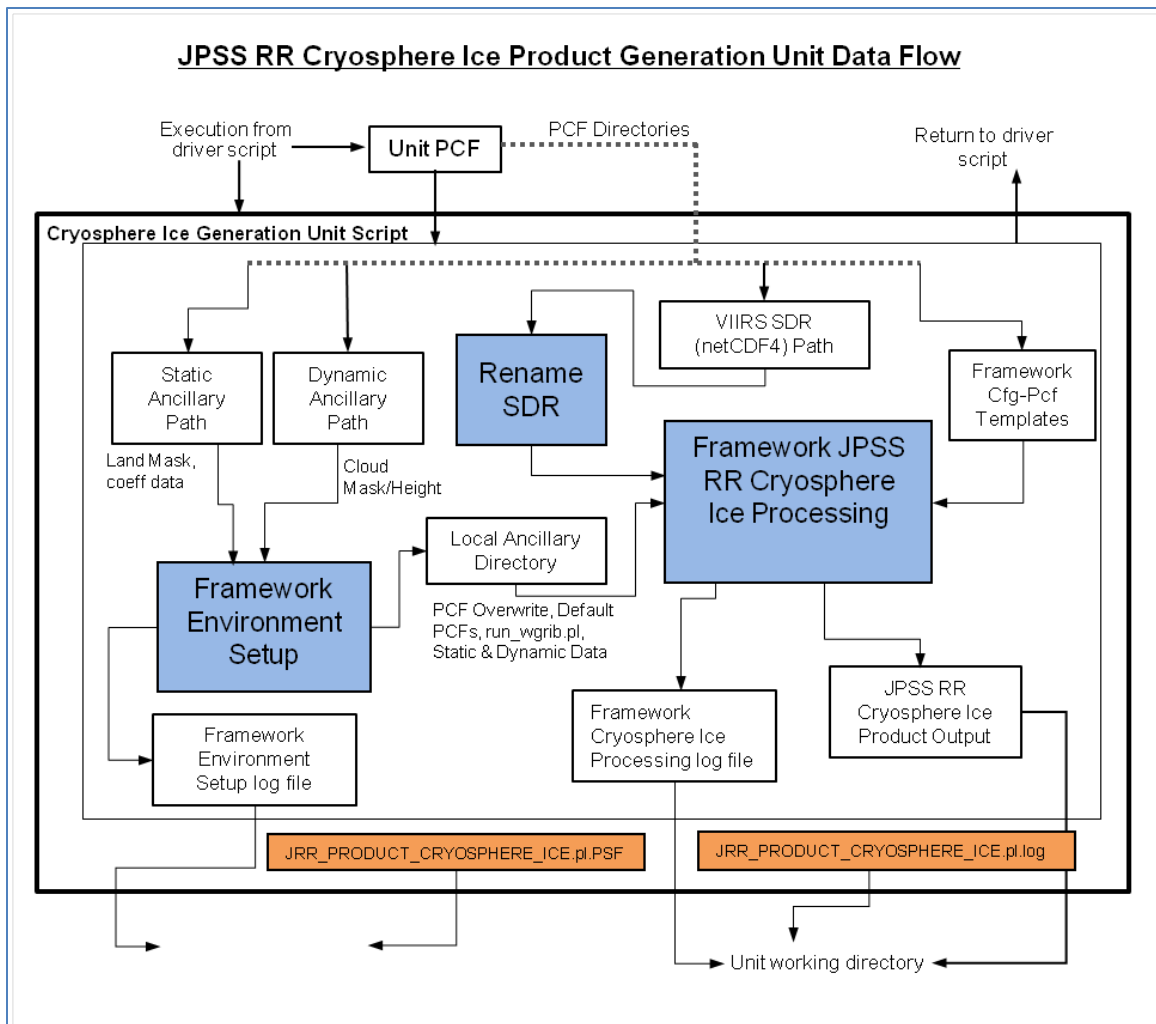 JPSS RR Cryosphere Ice Product Generation Unit Data Flow
Execution from
driver script
Unit PCF
PCF Directories
Return to driver
script
Cryosphere Ice Generation Unit Script
Static
Ancillary
Path
Dynamic
Ancillary
Path
Rename
SDR
VIIRS SDR
(netCDF4) Path
Framework
Cfg-Pcf
Templates
Land Mask,
coeff data
Cloud
Mask/Height
Framework JPSS
RR Cryosphere
Ice Processing
Local Ancillary
Directory
Framework
Environment
Setup
PCF Overwrite, Default
PCFs, run_wgrib.pl,
Static & Dynamic Data
Framework
Environment
Setup log file
Framework
Cryosphere Ice
Processing log file
JPSS RR
Cryosphere Ice
Product Output
JRR_PRODUCT_CRYOSPHERE_ICE.pl.PSF
JRR_PRODUCT_CRYOSPHERE_ICE.pl.log
Unit working directory